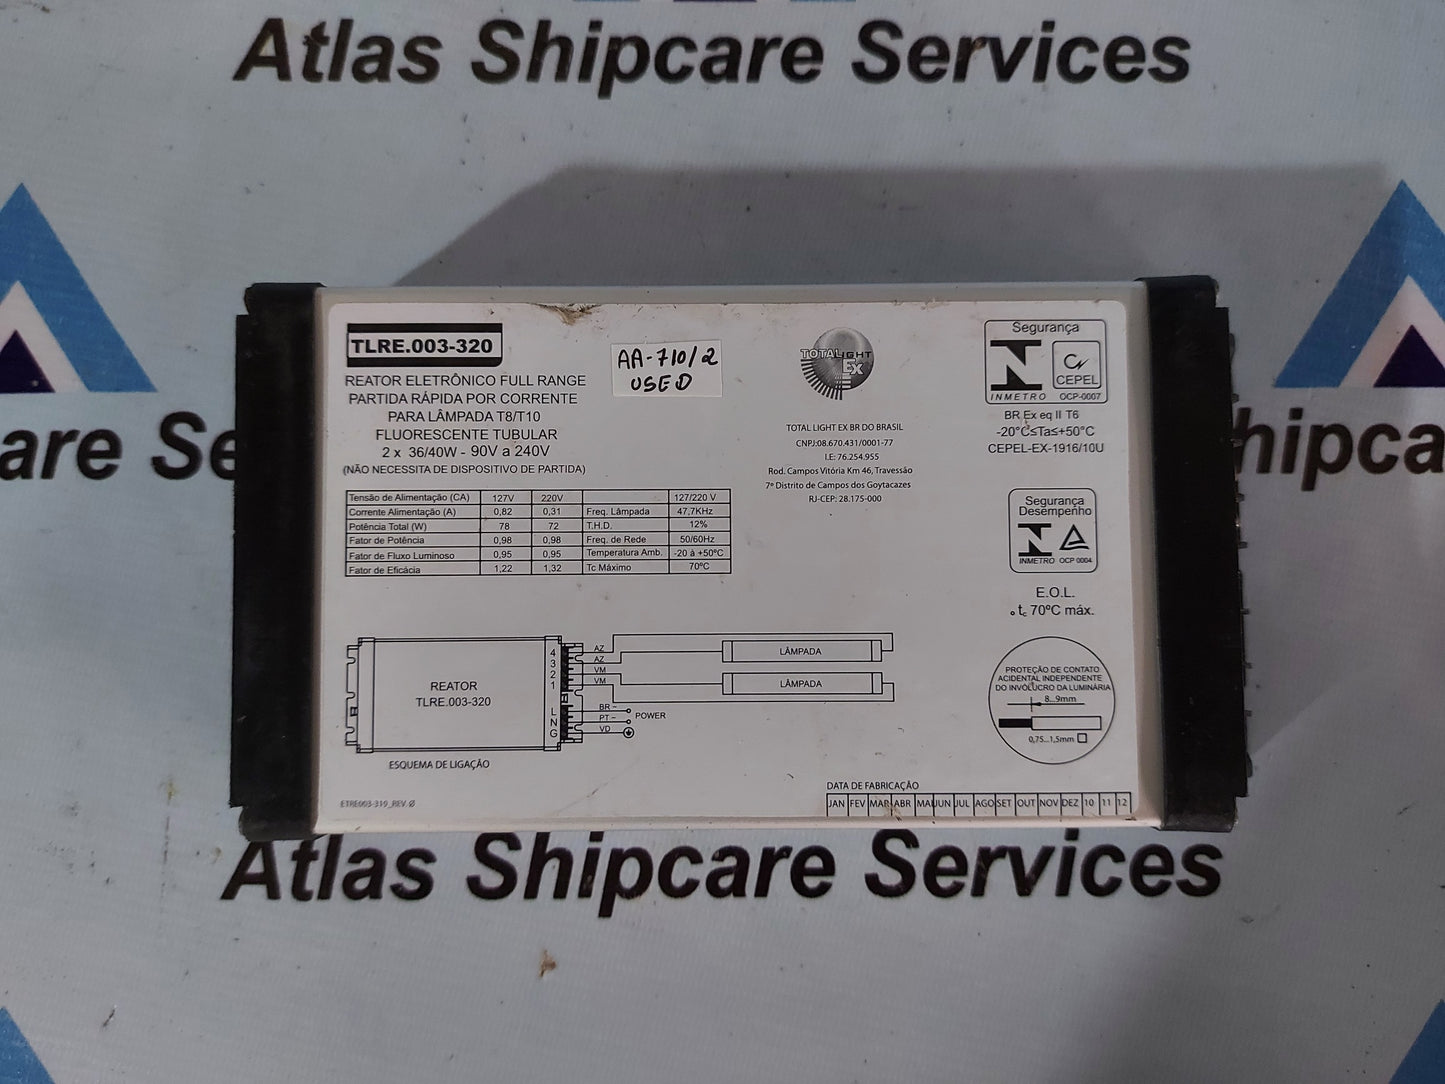 Atlas Shipcare Services
are Se
hipca
TLRE.003-320
REATOR ELETRÔNICO FULL RANGE
PARTIDA RÁPIDA POR CORRENTE
PARA LÂMPADA T8/T10
FLUORESCENTE TUBULAR
2 x 36/40W - 90V a 240V
(NÃO NECESSITA DE DISPOSITIVO DE PARTIDA)
AA-710/2
USED
TOTALIGHT
Ex
TOTAL LIGHT EX BR DO BRASIL
CNPJ:08.670.431/0001-77
I.E: 76.254.955
Rod. Campos Vitória Km 46, Travessão
7º Distrito de Campos dos Goytacazes
RJ-CEP: 28.175-000
Segurança
CEPEL
INMETRO OCP-0007
BR Ex eq II T6
-20°C≤Ta≤+50°C
CEPEL-EX-1916/10U
Segurança
Desempenho
INMETRO OCP 0004
E.O.L.
tc 70ºC máx.
Tensão de Alimentação (CA) 127V 220V 127/220 V
Corrente Alimentação (A) 0,82 0,31 Freq. Lâmpada 47,7KHz
Potência Total (W) 78 72 T.H.D. 12%
Fator de Potência 0,98 0,98 Freq. de Rede 50/60Hz
Fator de Fluxo Luminoso 0,95 0,95 Temperatura Amb. -20 à +50ºC
Fator de Eficácia 1,22 1,32 Tc Máximo 70ºC
REATOR
TLRE.003-320
4 AZ
3 AZ
2 VM
1 VM
L BR ~
N PT ~
G VD
POWER
LÂMPADA
LÂMPADA
ESQUEMA DE LIGAÇÃO
PROTEÇÃO DE CONTATO
ACIDENTAL INDEPENDENTE
DO INVÓLUCRO DA LUMINÁRIA
8...9mm
0,75...1,5mm
ETRE003-319_REV. Ø
DATA DE FABRICAÇÃO
JAN FEV MAR ABR MAI JUN JUL AGO SET OUT NOV DEZ 10 11 12
Atlas Shipcare Services